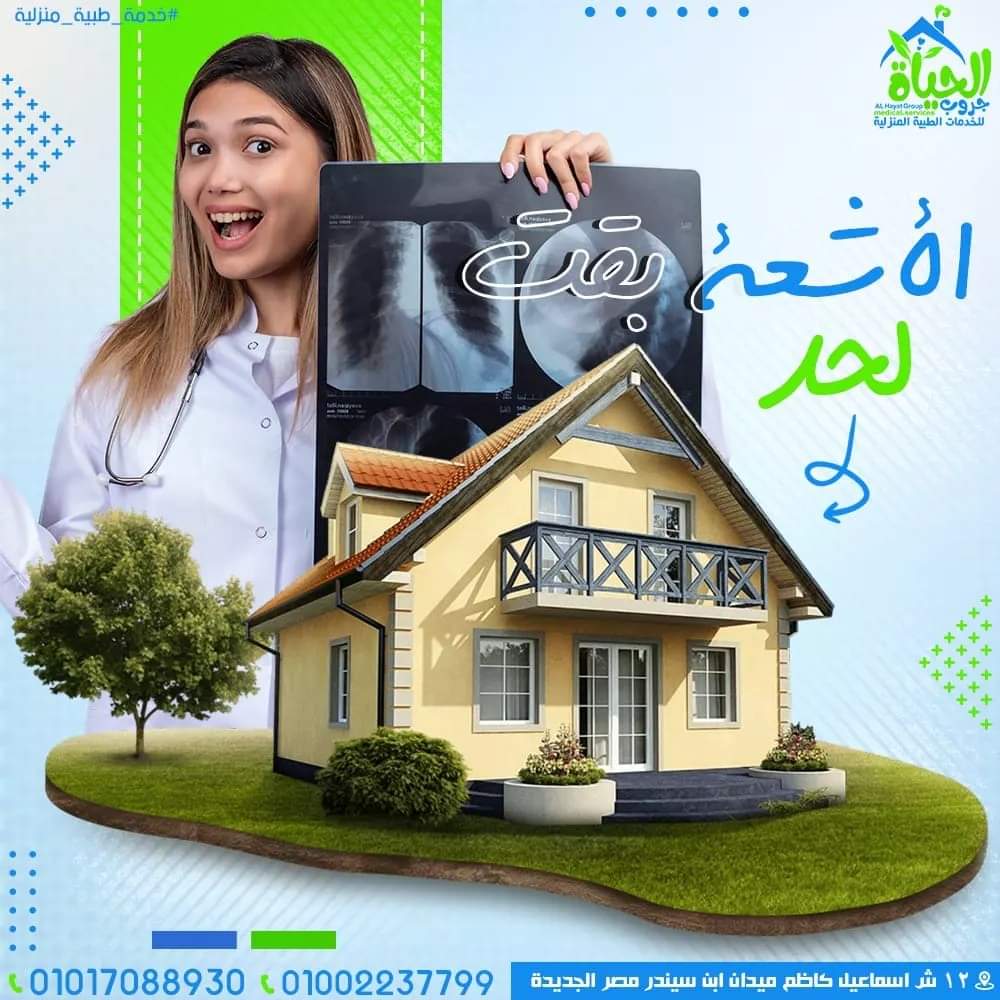 #خدمة_طبية_منزلية
الحياة
جروب
AL Hayat Group
medical services
للخدمات الطبية المنزلية
الأشعة بقت
لحد
01017088930
01002237799
١٢ ش اسماعيل كاظم ميدان ابن سيندر مصر الجديدة